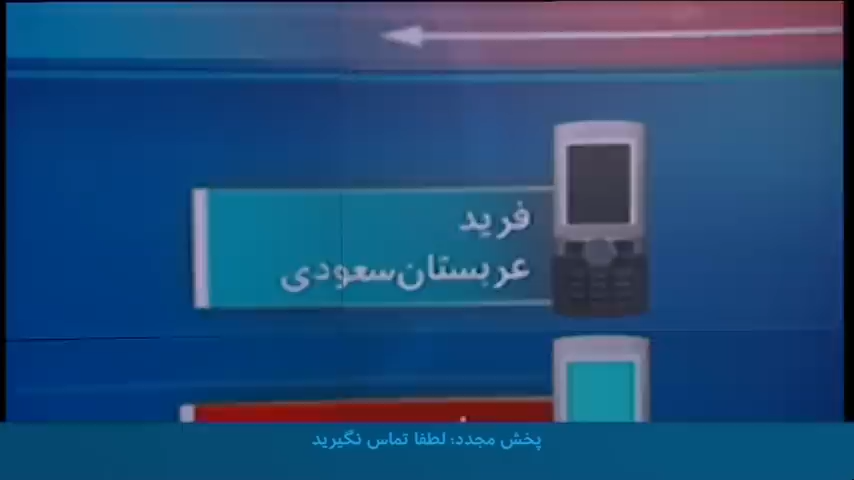 فرید
عربستان‌سعودی
پخش مجدد؛ لطفا تماس نگیرید